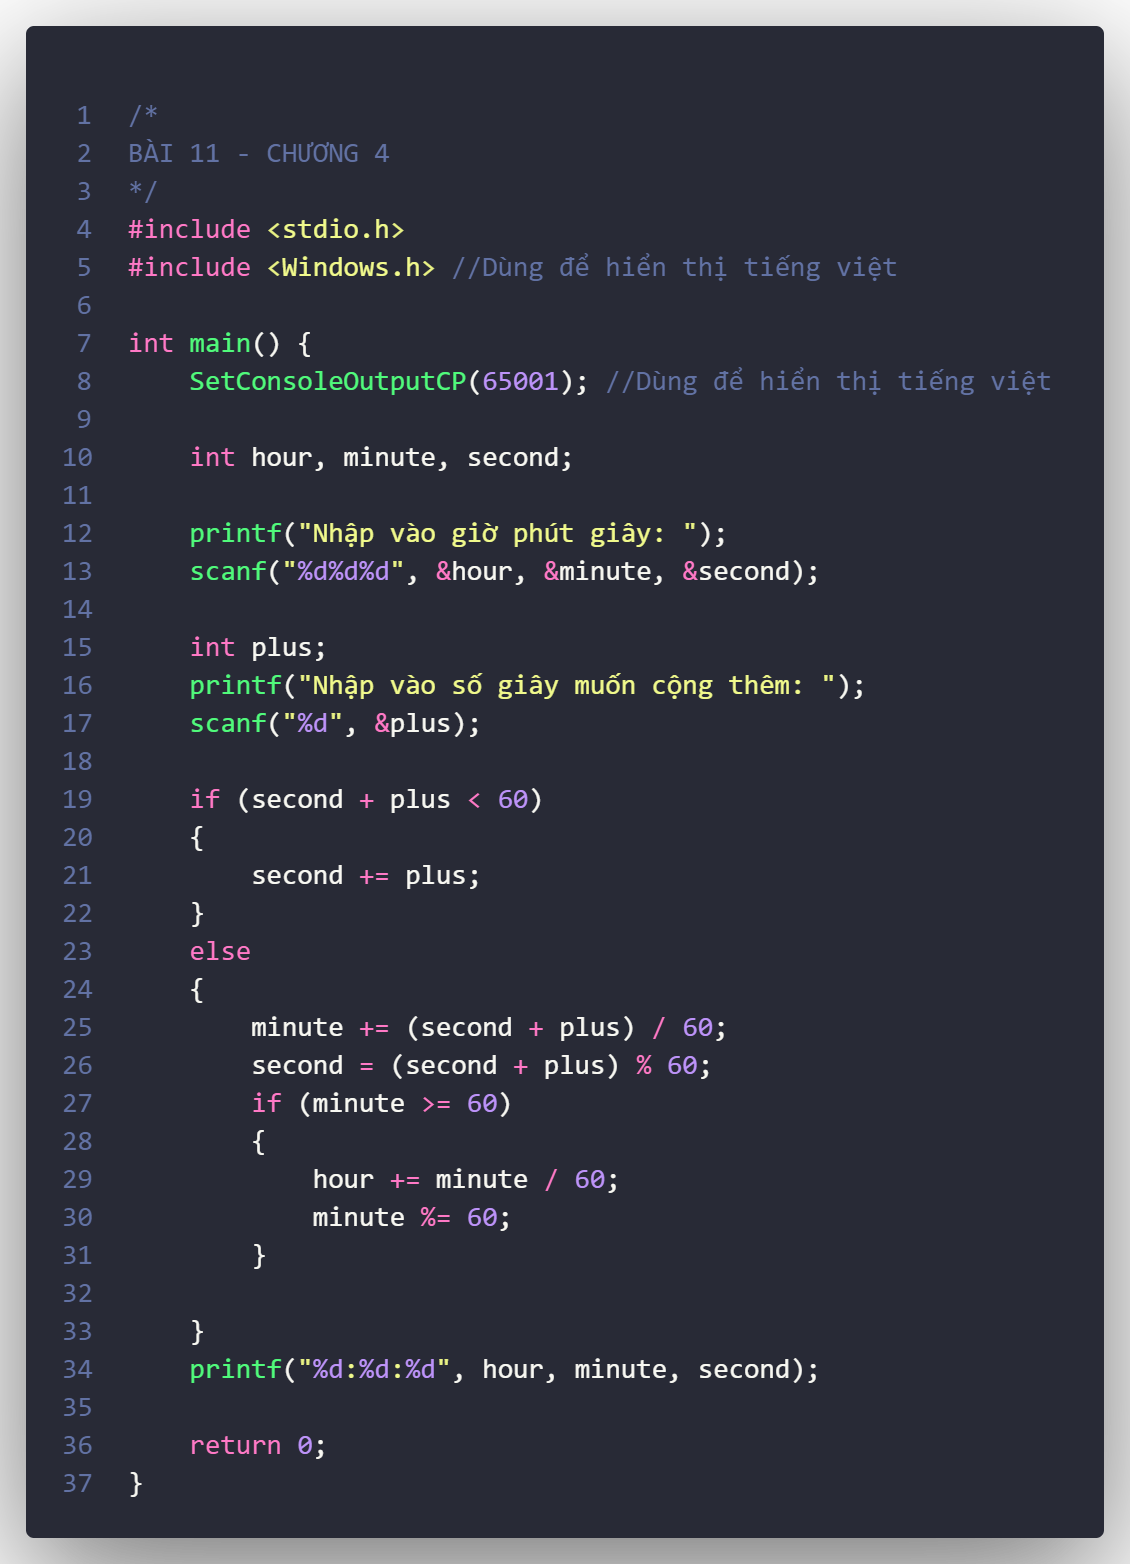 1 /*
2 BÀI 11 - CHƯƠNG 4
3 */
4 #include <stdio.h>
5 #include <Windows.h> //Dùng để hiển thị tiếng việt
6
7 int main() {
8     SetConsoleOutputCP(65001); //Dùng để hiển thị tiếng việt
9
10     int hour, minute, second;
11
12     printf("Nhập vào giờ phút giây: ");
13     scanf("%d%d%d", &hour, &minute, &second);
14
15     int plus;
16     printf("Nhập vào số giây muốn cộng thêm: ");
17     scanf("%d", &plus);
18
19     if (second + plus < 60)
20     {
21         second += plus;
22     }
23     else
24     {
25         minute += (second + plus) / 60;
26         second = (second + plus) % 60;
27         if (minute >= 60)
28         {
29             hour += minute / 60;
30             minute %= 60;
31         }
32
33     }
34     printf("%d:%d:%d", hour, minute, second);
35
36     return 0;
37 }